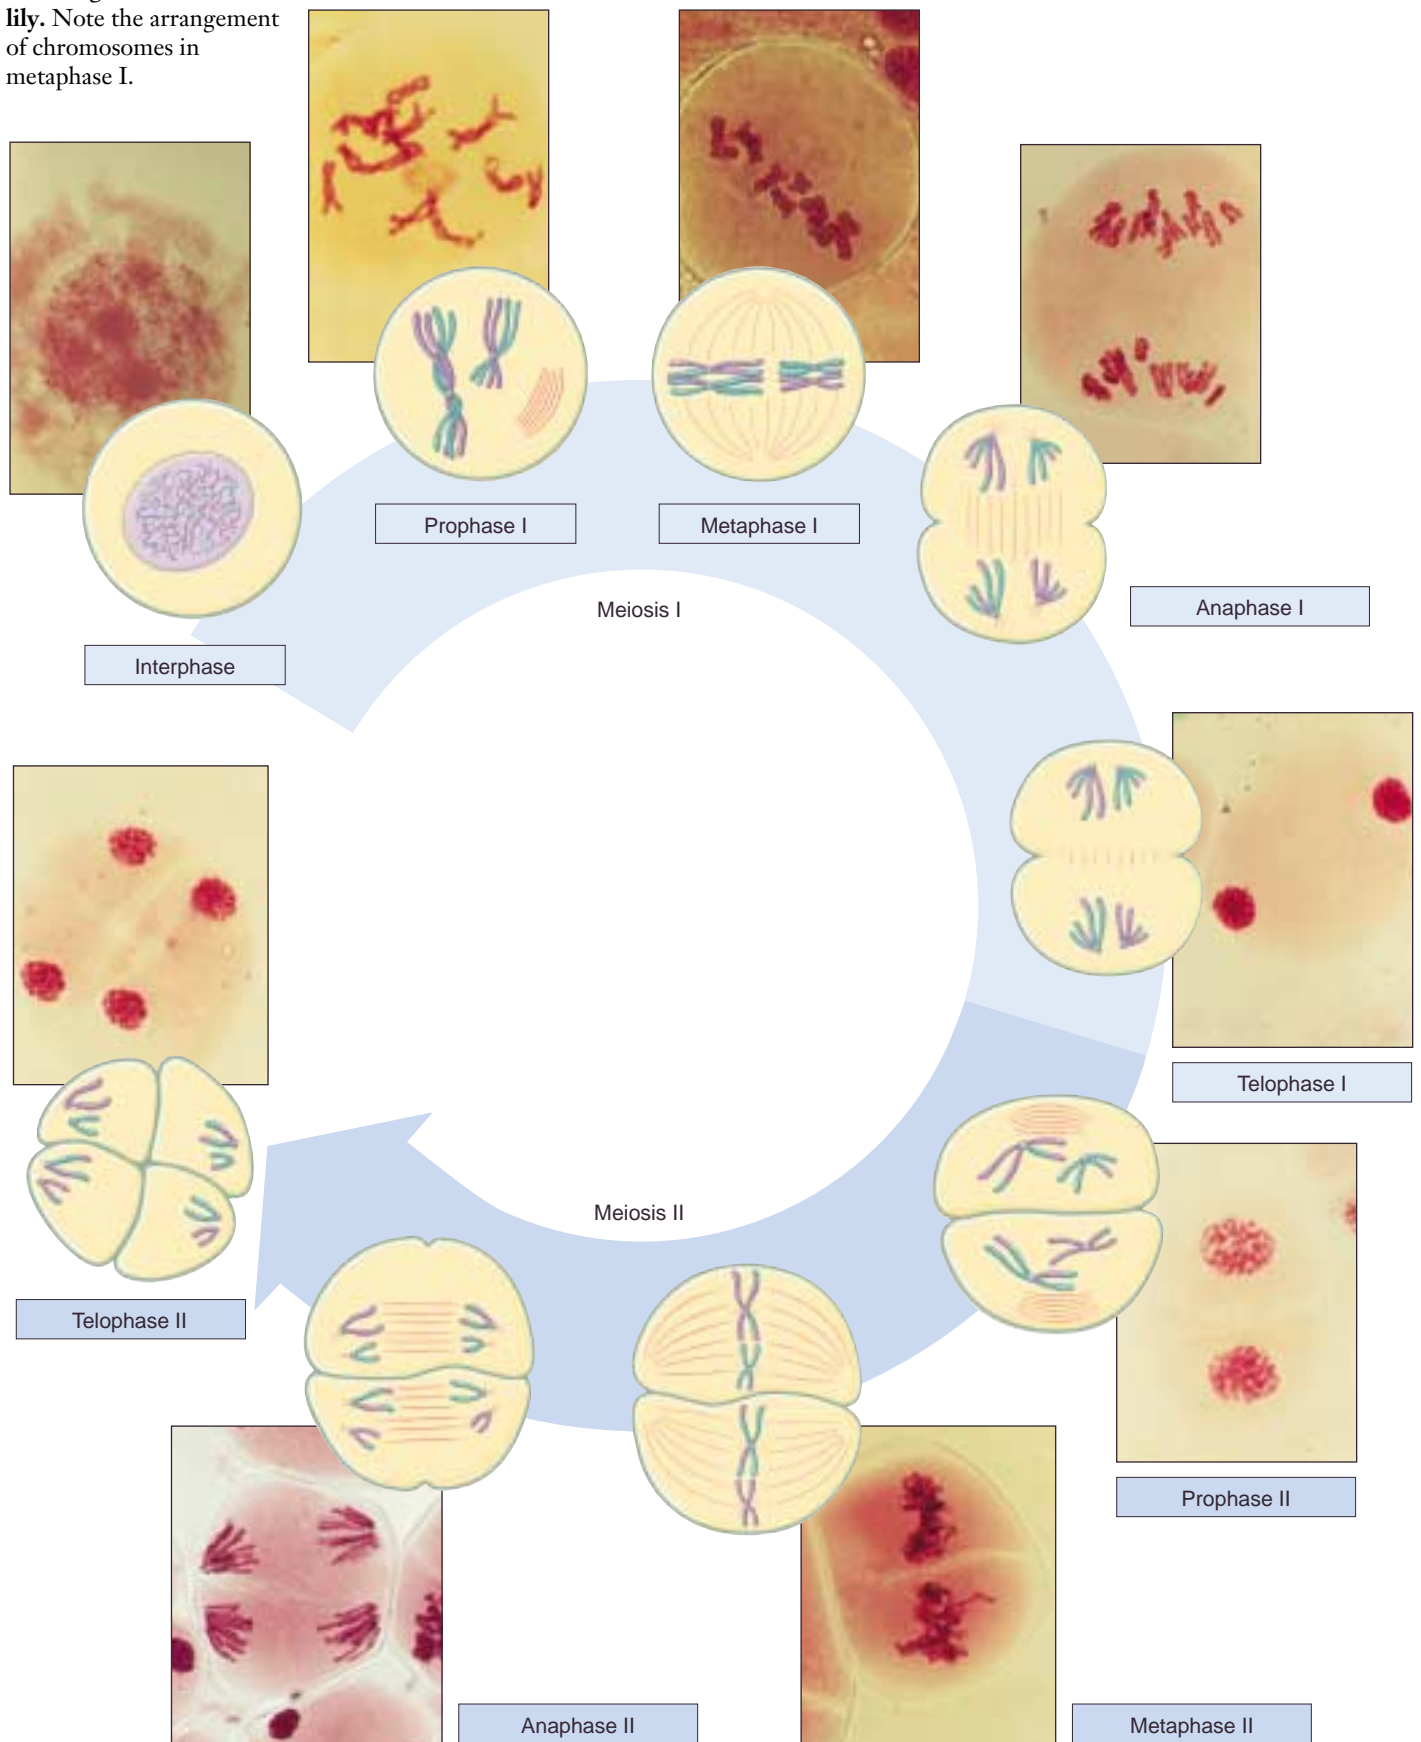 lily. Note the arrangement
of chromosomes in
metaphase I.
Prophase I
Metaphase I
Meiosis I
Anaphase I
Interphase
Telophase I
Meiosis II
Telophase II
Prophase II
Anaphase II
Metaphase II